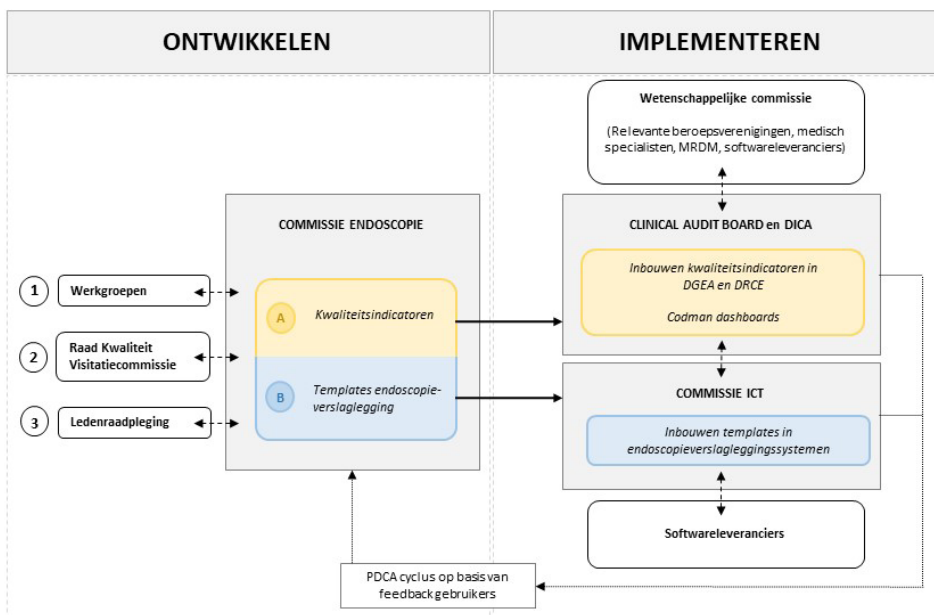 ONTWIKKELEN
IMPLEMENTEREN
Wetenschappelijke commissie
(Relevante beroepsverenigingen, medisch
specialisten, MRDM, softwareleveranciers)
COMMISSIE ENDOSCOPIE
CLINICAL AUDIT BOARD en DICA
1
Werkgroepen
2
Raad Kwaliteit
Visitatiecommissie
3
Ledenraadpleging
A
Kwaliteitsindicatoren
B
Templates endoscopie-
verslaglegging
Inbouwen kwaliteitsindicatoren in
DGEA en DRCE
Codman dashboards
COMMISSIE ICT
Inbouwen templates in
endoscopieverslagleggingssystemen
Softwareleveranciers
PDCA cyclus op basis van
feedback gebruikers